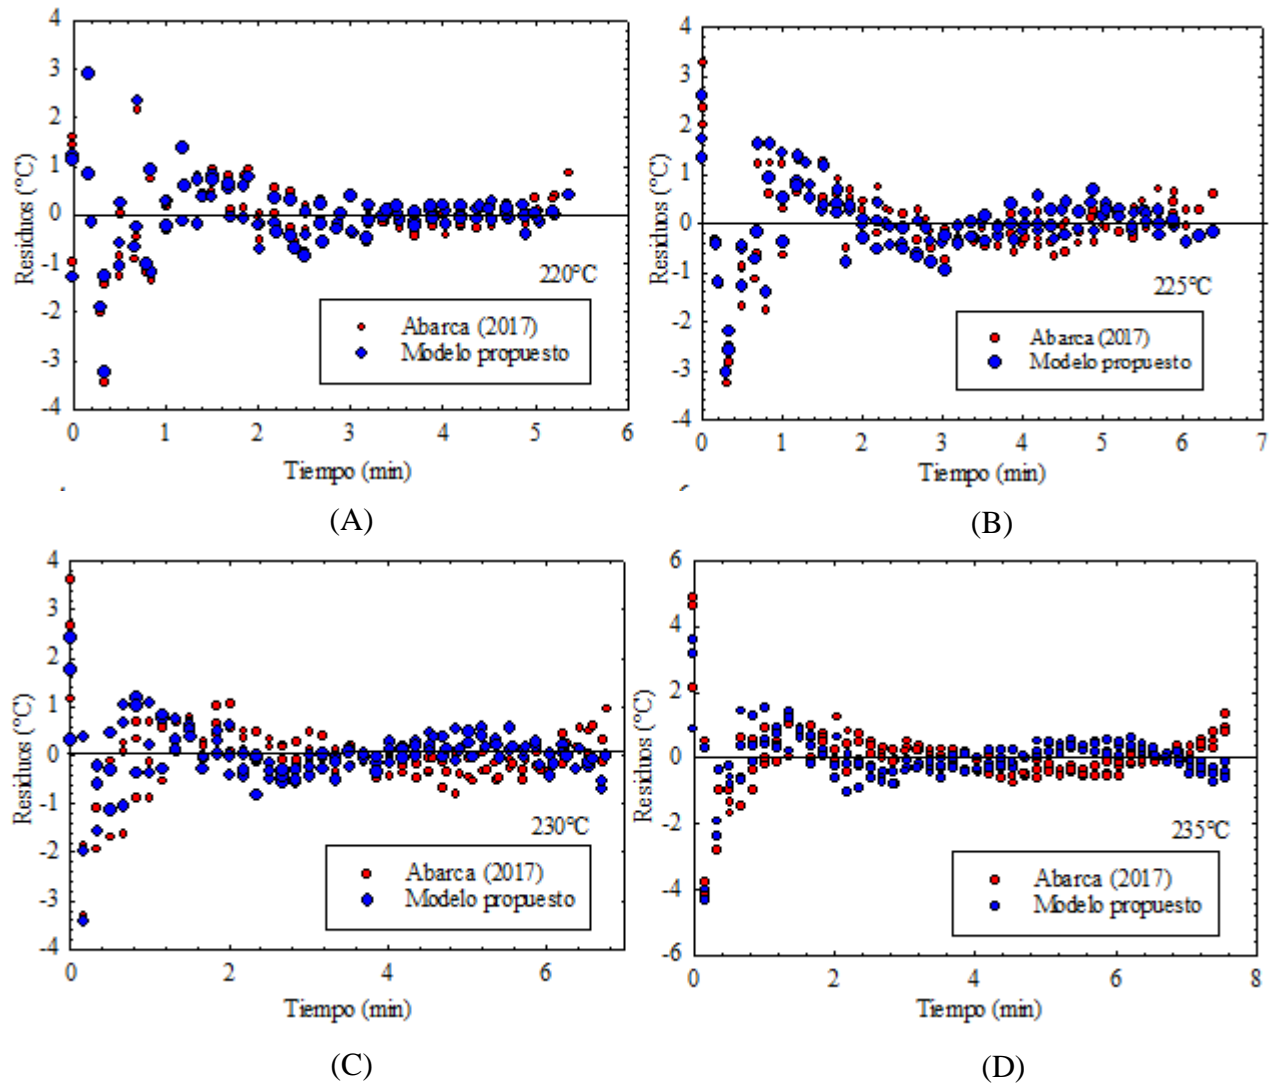 4
3
2
1
0
-1
-2
-3
-4
Residuos (°C)
220°C
Abarca (2017)
Modelo propuesto
0 1 2 3 4 5 6
Tiempo (min)
(A)
4
3
2
1
0
-1
-2
-3
-4
Residuos (°C)
225°C
Abarca (2017)
Modelo propuesto
0 1 2 3 4 5 6 7
Tiempo (min)
(B)
4
3
2
1
0
-1
-2
-3
-4
Residuos (°C)
230°C
Abarca (2017)
Modelo propuesto
0 2 4 6
Tiempo (min)
(C)
6
4
2
0
-2
-4
-6
Residuos (°C)
235°C
Abarca (2017)
Modelo propuesto
0 2 4 6 8
Tiempo (min)
(D)